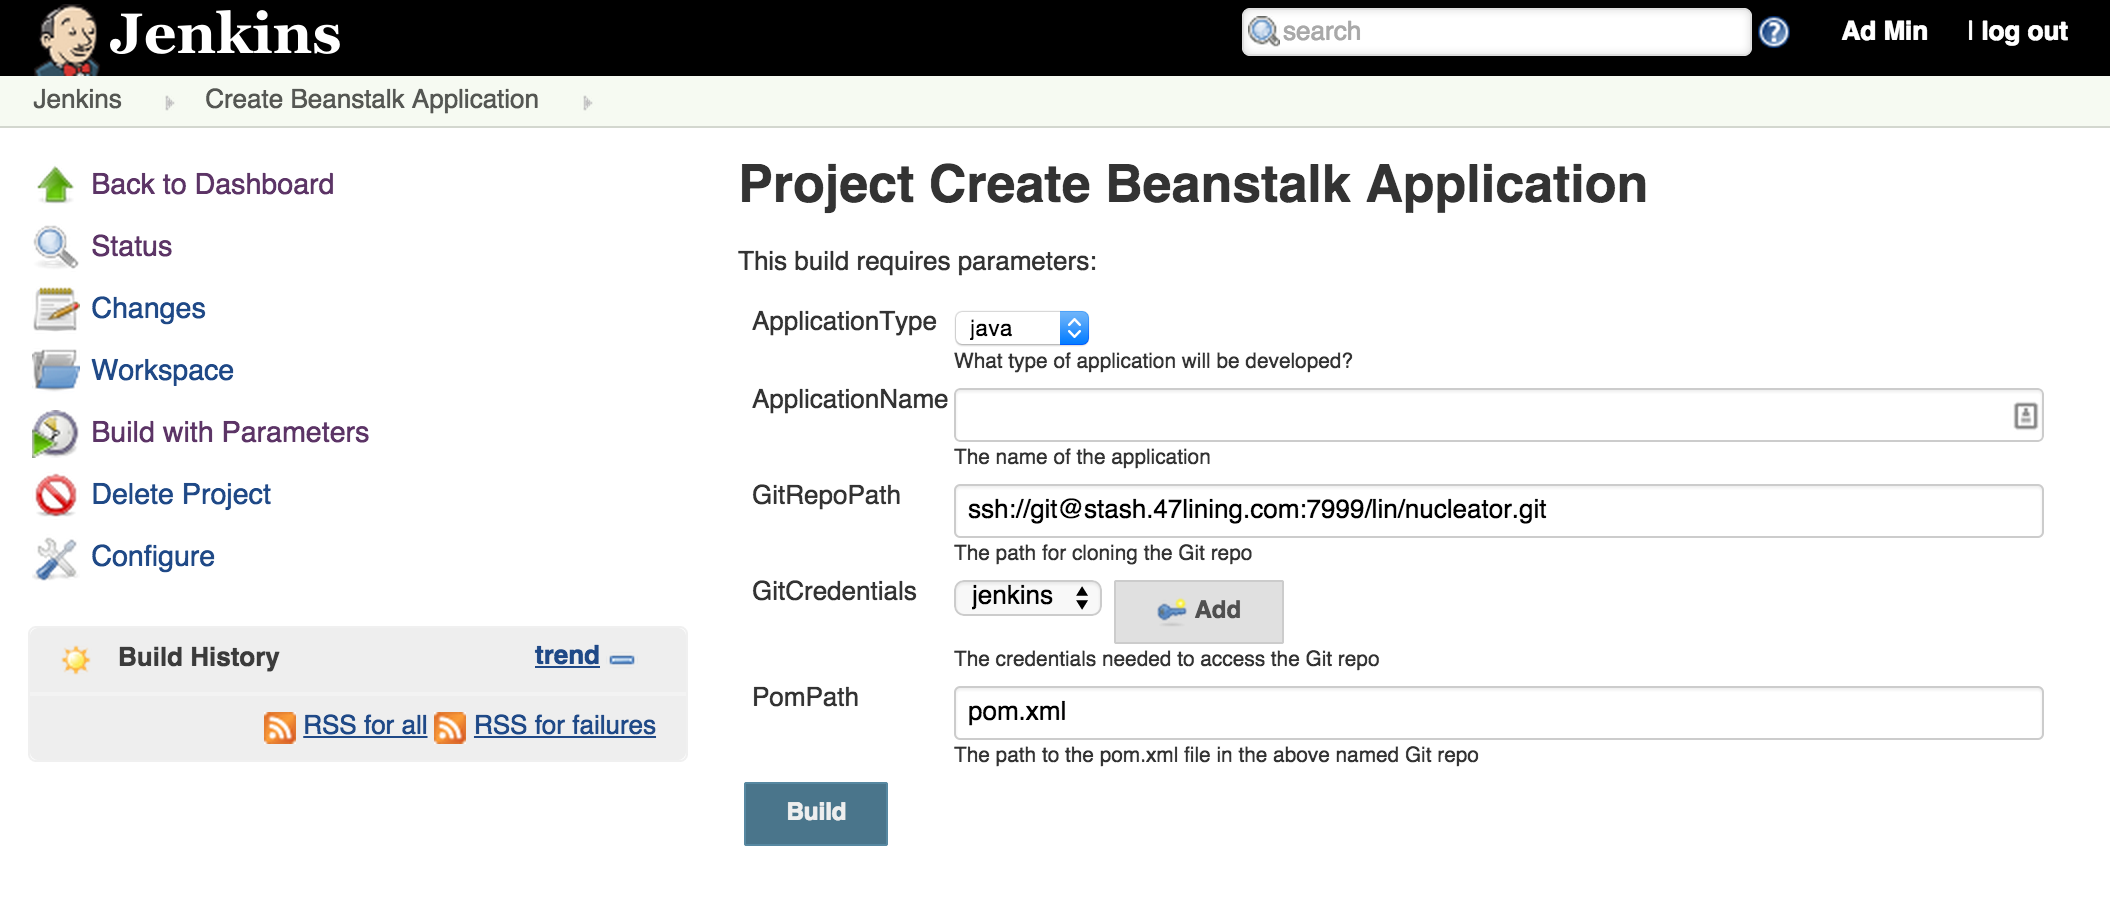 Jenkins
search
Ad Min
| log out
Jenkins
Create Beanstalk Application
Back to Dashboard
Status
Changes
Workspace
Build with Parameters
Delete Project
Configure
Build History
trend
RSS for all
RSS for failures
Project Create Beanstalk Application
This build requires parameters:
ApplicationType
java
What type of application will be developed?
ApplicationName
The name of the application
GitRepoPath
ssh://git@stash.47lining.com:7999/lin/nucleator.git
The path for cloning the Git repo
GitCredentials
jenkins
Add
The credentials needed to access the Git repo
PomPath
pom.xml
The path to the pom.xml file in the above named Git repo
Build